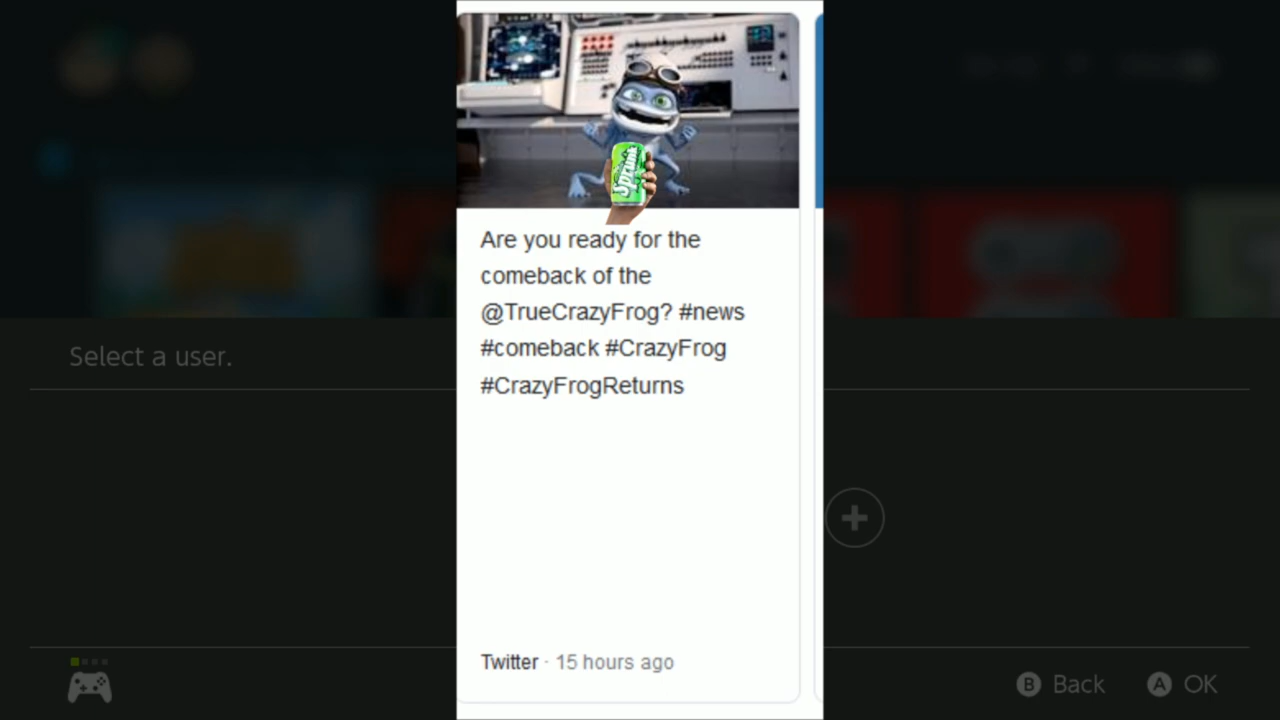 Sprunk
Are you ready for the
comeback of the
@TrueCrazyFrog? #news
#comeback #CrazyFrog
#CrazyFrogReturns
Twitter · 15 hours ago
Select a user.
B Back A OK